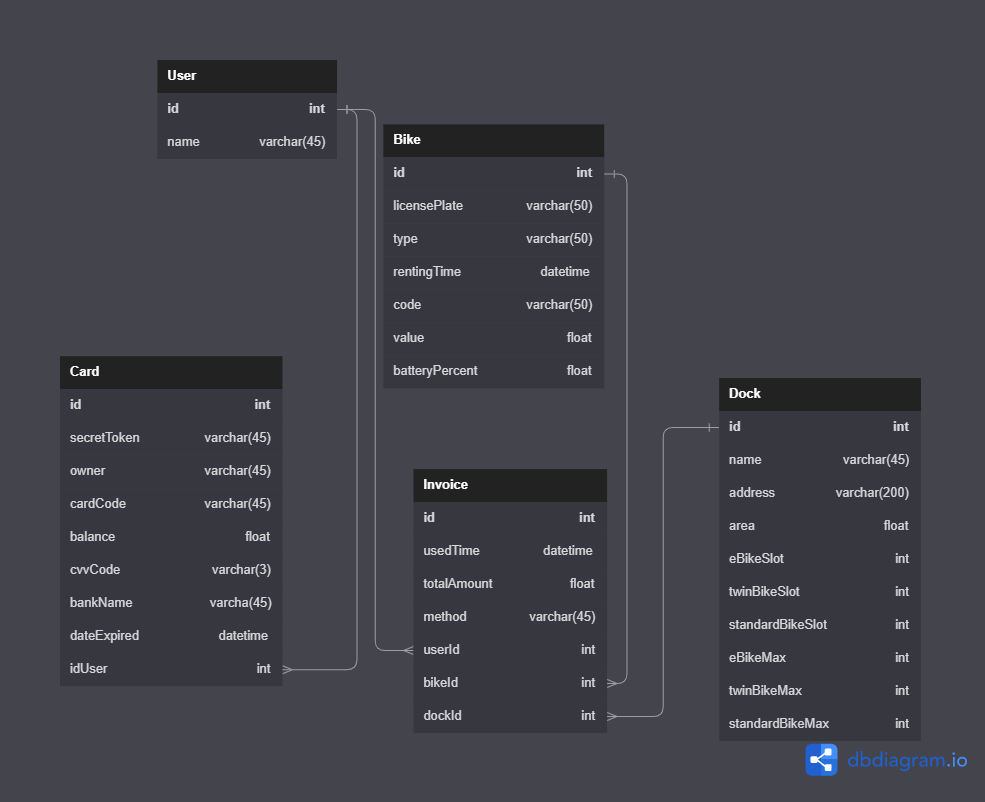 User
id int
name varchar(45)
Bike
id int
licensePlate varchar(50)
type varchar(50)
rentingTime datetime
code varchar(50)
value float
batteryPercent float
Card
id int
secretToken varchar(45)
owner varchar(45)
cardCode varchar(45)
balance float
cvvCode varchar(3)
bankName varcha(45)
dateExpired datetime
idUser int
Invoice
id int
usedTime datetime
totalAmount float
method varchar(45)
userId int
bikeId int
dockId int
Dock
id int
name varchar(45)
address varchar(200)
area float
eBikeSlot int
twinBikeSlot int
standardBikeSlot int
eBikeMax int
twinBikeMax int
standardBikeMax int
dbdiagram.io